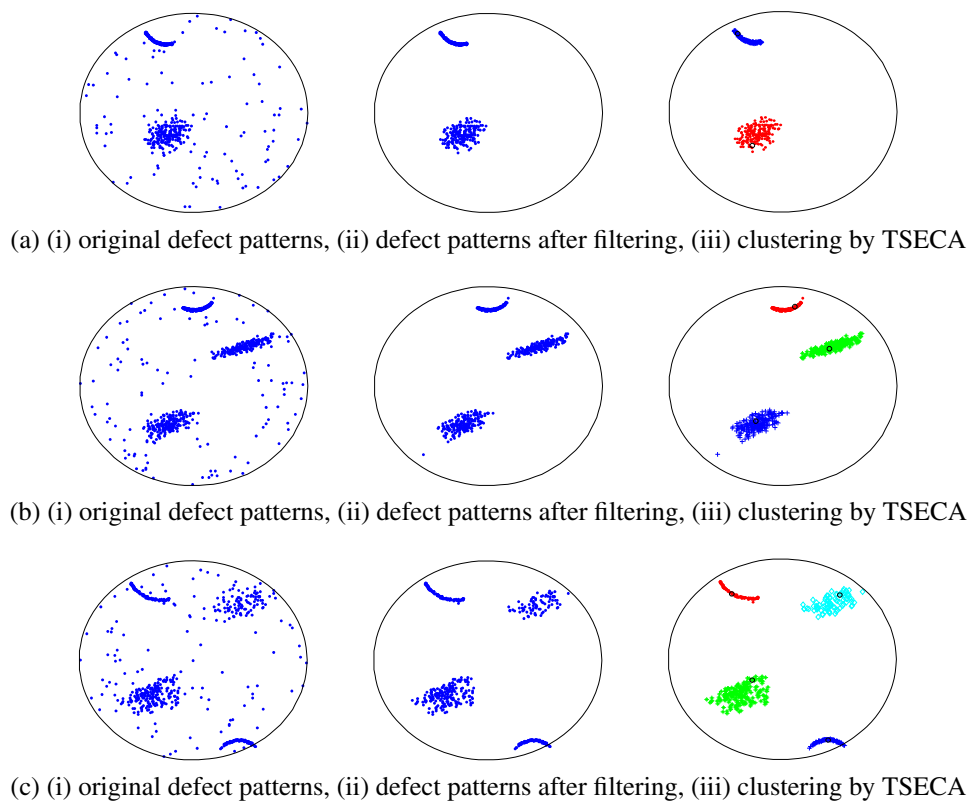 (a) (i) original defect patterns, (ii) defect patterns after filtering, (iii) clustering by TSECA
(b) (i) original defect patterns, (ii) defect patterns after filtering, (iii) clustering by TSECA
(c) (i) original defect patterns, (ii) defect patterns after filtering, (iii) clustering by TSECA